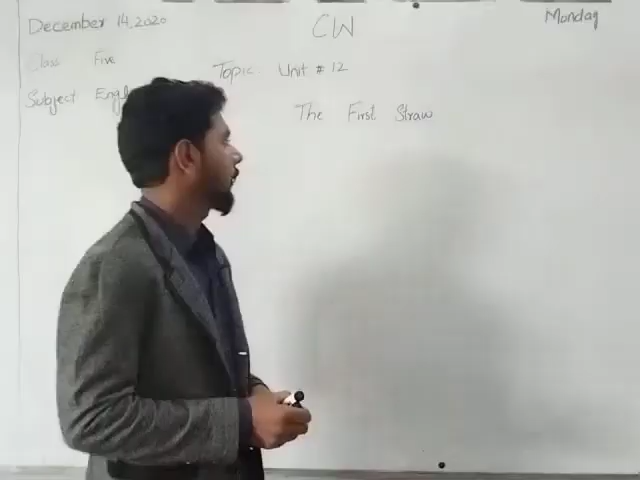 December 14, 2020 CW Monday
Class Five
Topic: Unit # 12
Subject
The First Straw